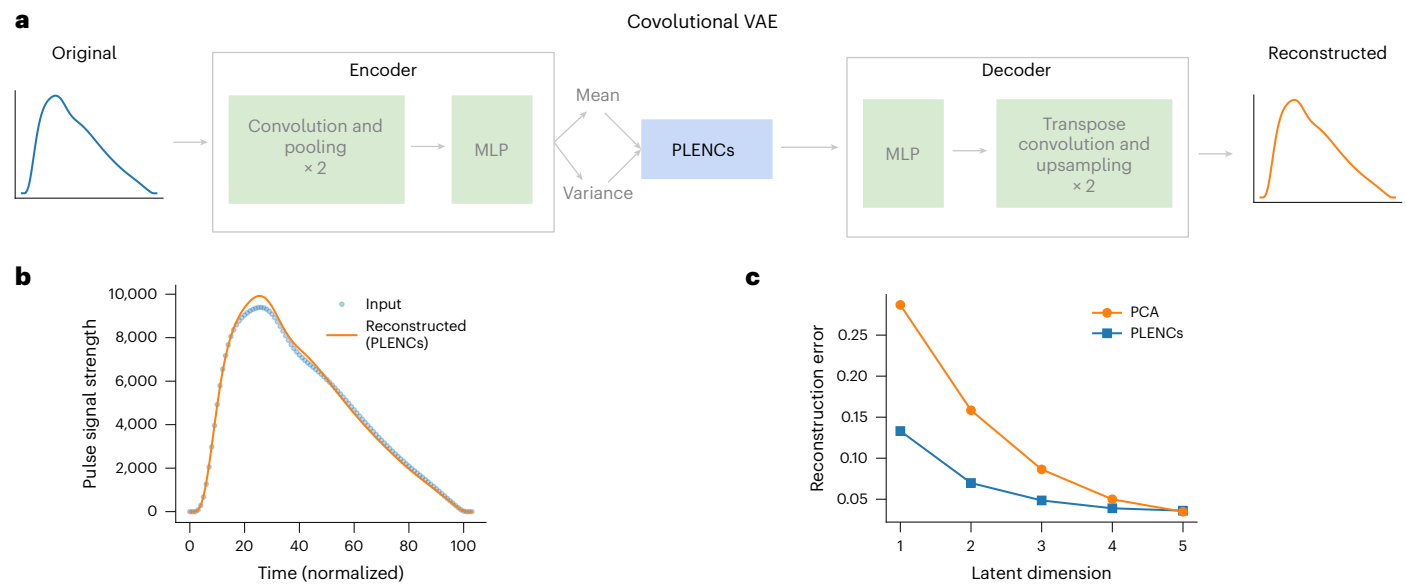 a
Covolutional VAE
Original
Encoder
Convolution and
pooling
× 2
MLP
Mean
Variance
PLENCs
Decoder
MLP
Transpose
convolution and
upsampling
× 2
Reconstructed
b
Pulse signal strength
10,000
8,000
6,000
4,000
2,000
0
Input
Reconstructed
(PLENCs)
0 20 40 60 80 100
Time (normalized)
c
Reconstruction error
0.25
0.20
0.15
0.10
0.05
PCA
PLENCs
1 2 3 4 5
Latent dimension